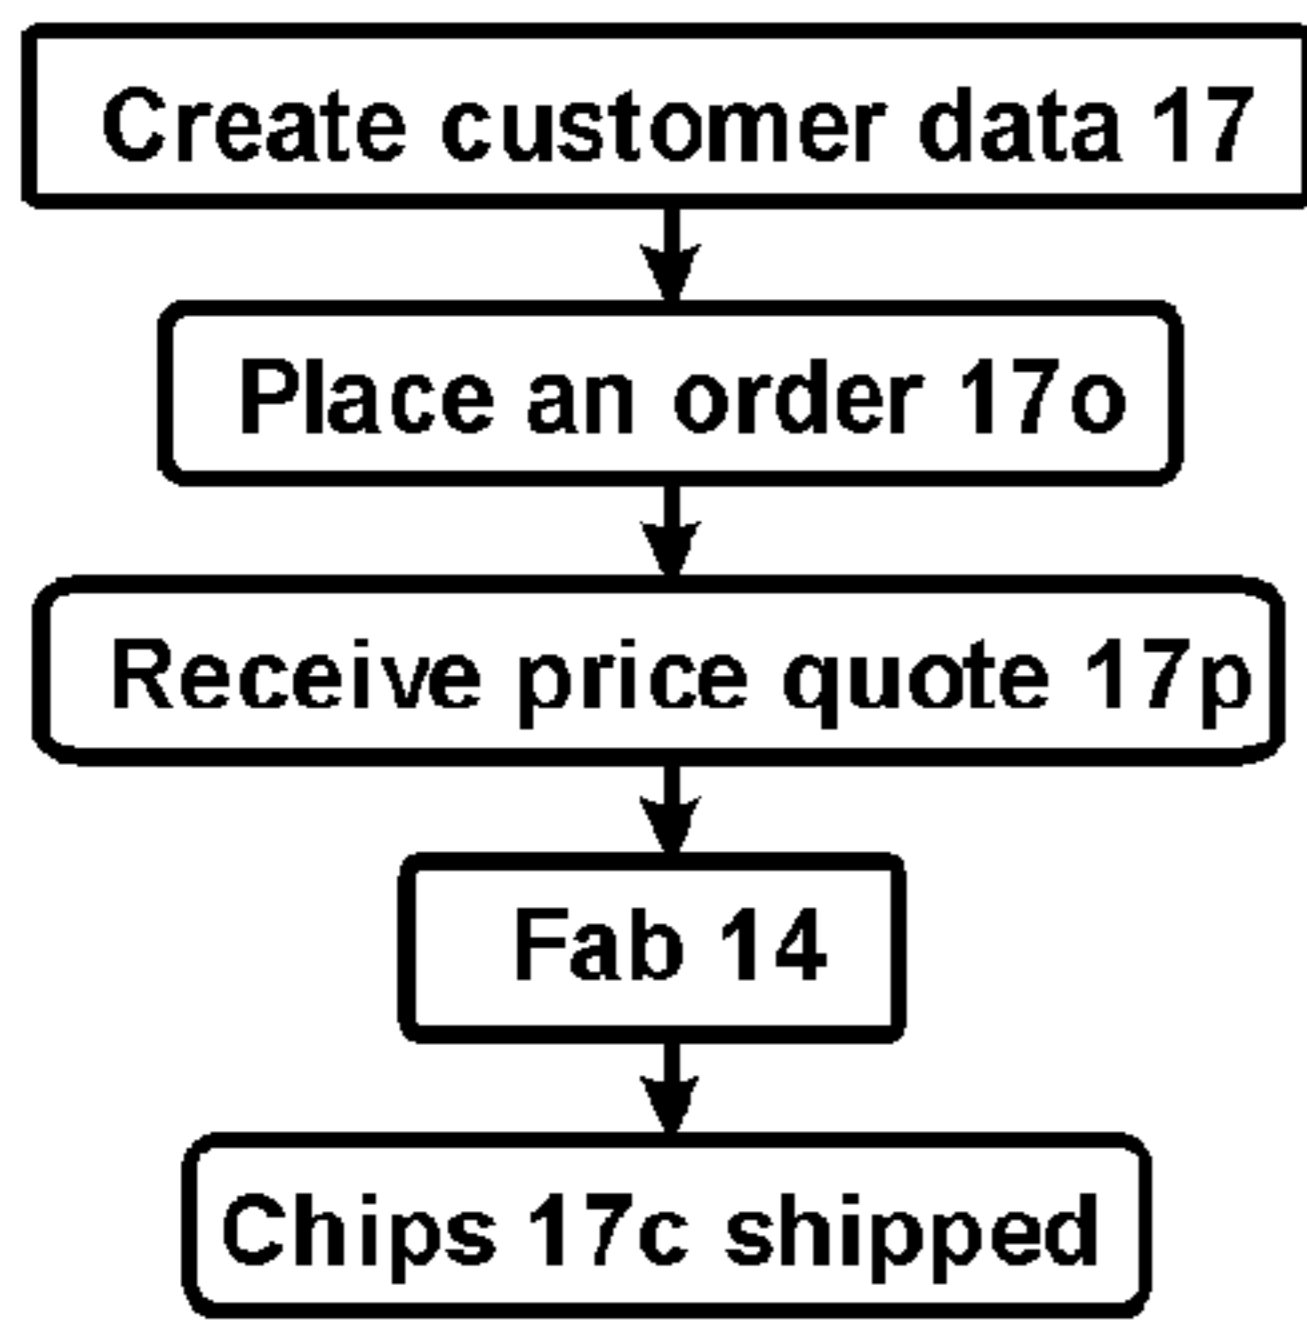 Create customer data 17
Place an order 17o
Receive price quote 17p
Fab 14
Chips 17c shipped